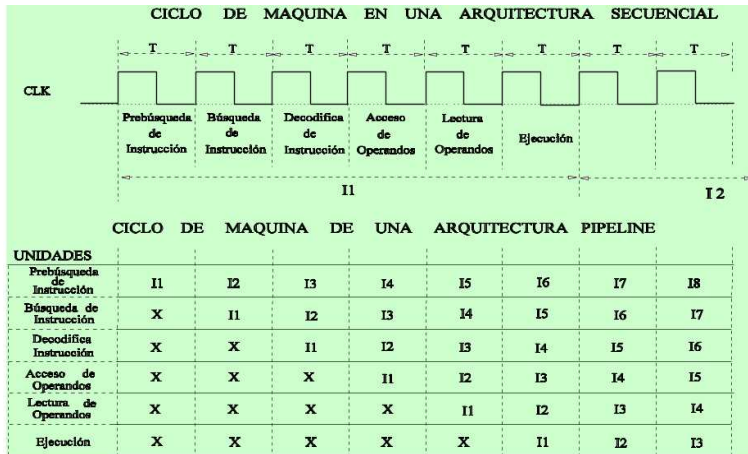 CICLO DE MAQUINA EN UNA ARQUITECTURA SECUENCIAL
T T T T T T T T
CLK
Prebúsqueda de Instrucción
Búsqueda de Instrucción
Decodifica de Instrucción
Acceso de Operandos
Lectura de Operandos
Ejecución
I1 I 2
CICLO DE MAQUINA DE UNA ARQUITECTURA PIPELINE
UNIDADES
Prebúsqueda de Instrucción I1 I2 I3 I4 I5 I6 I7 I8
Búsqueda de Instrucción X I1 I2 I3 I4 I5 I6 I7
Decodifica Instrucción X X I1 I2 I3 I4 I5 I6
Acceso de Operandos X X X I1 I2 I3 I4 I5
Lectura de Operandos X X X X I1 I2 I3 I4
Ejecución X X X X X I1 I2 I3